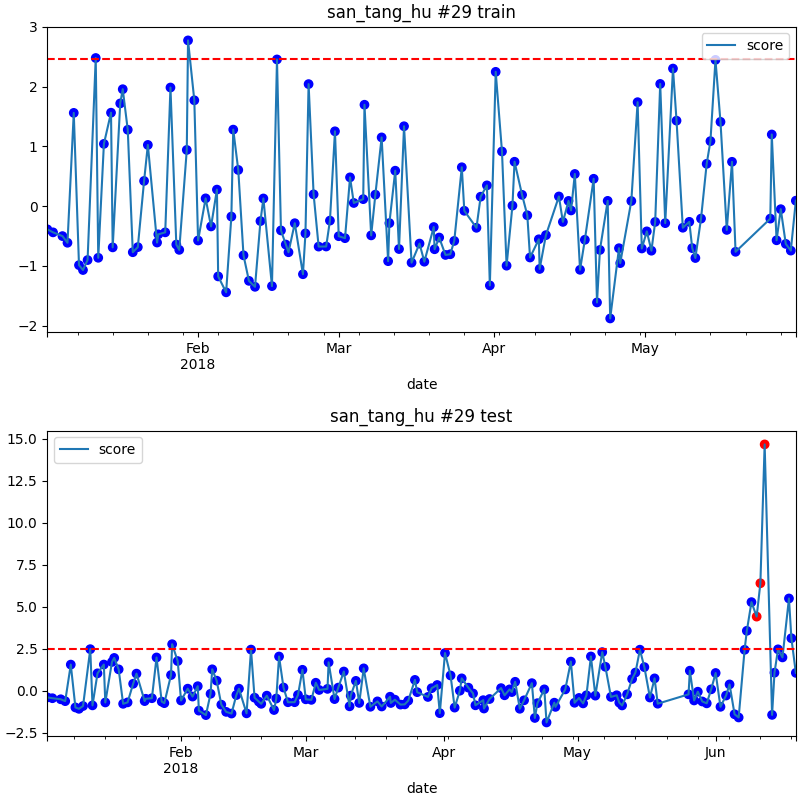 san_tang_hu #29 train
score
3
2
1
0
−1
−2
Feb
2018
Mar
Apr
May
date
san_tang_hu #29 test
score
15.0
12.5
10.0
7.5
5.0
2.5
0.0
−2.5
Feb
2018
Mar
Apr
May
Jun
date